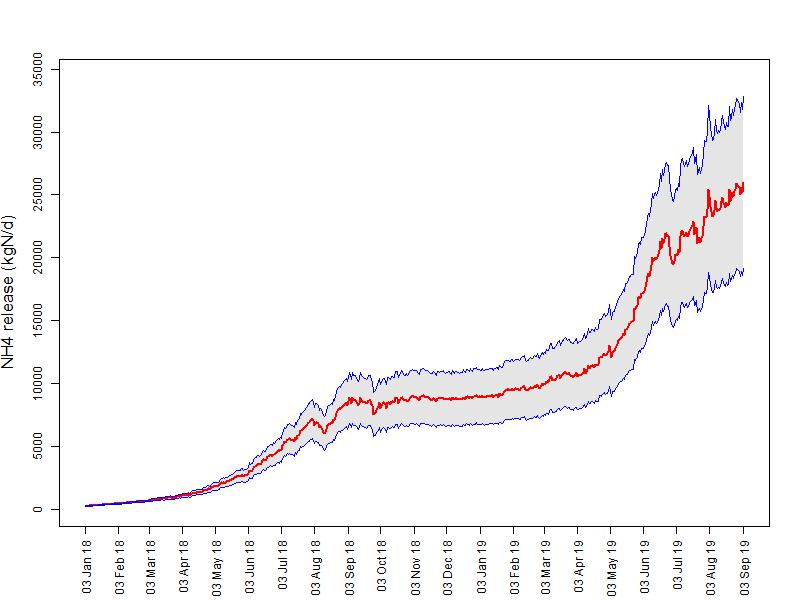 NH4 release (kgN/d)
35000
30000
25000
20000
15000
10000
5000
0
03 Jan 18
03 Feb 18
03 Mar 18
03 Apr 18
03 May 18
03 Jun 18
03 Jul 18
03 Aug 18
03 Sep 18
03 Oct 18
03 Nov 18
03 Dec 18
03 Jan 19
03 Feb 19
03 Mar 19
03 Apr 19
03 May 19
03 Jun 19
03 Jul 19
03 Aug 19
03 Sep 19